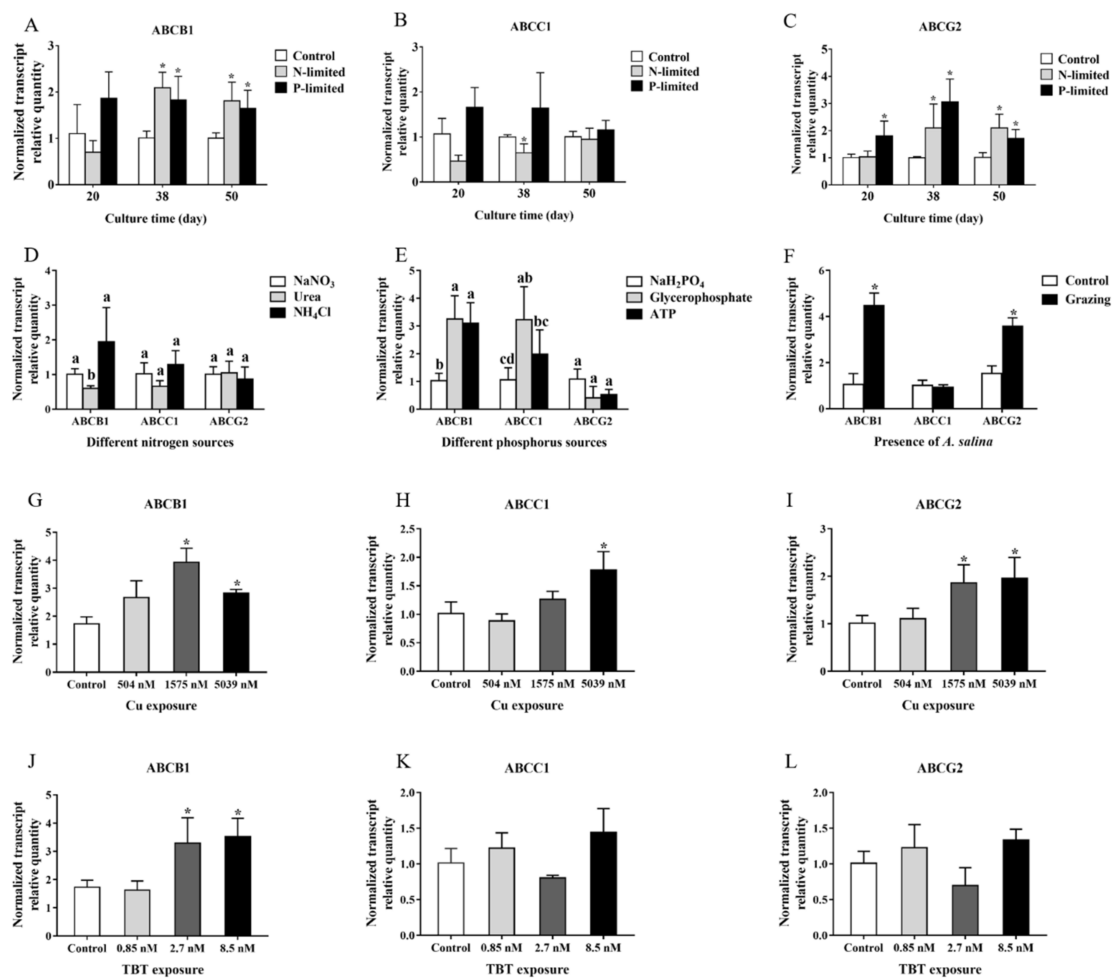 A
ABCB1
Normalized transcript
relative quantity
3
2
1
0
Control
N-limited
P-limited
* * * *
20 38 50
Culture time (day)
B
ABCC1
Normalized transcript
relative quantity
3
2
1
0
Control
N-limited
P-limited
*
20 38 50
Culture time (day)
C
ABCG2
Normalized transcript
relative quantity
5
4
3
2
1
0
Control
N-limited
P-limited
* * * * *
20 38 50
Culture time (day)
D
Normalized transcript
relative quantity
4
3
2
1
0
NaNO3
Urea
NH4Cl
a b a a a a a a a
ABCB1 ABCC1 ABCG2
Different nitrogen sources
E
Normalized transcript
relative quantity
5
4
3
2
1
0
NaH2PO4
Glycerophosphate
ATP
b a a cd ab bc a a a
ABCB1 ABCC1 ABCG2
Different phosphorus sources
F
Normalized transcript
relative quantity
6
4
2
0
Control
Grazing
* *
ABCB1 ABCC1 ABCG2
Presence of A. salina
G
ABCB1
Normalized transcript
relative quantity
5
4
3
2
1
0
* *
Control 504 nM 1575 nM 5039 nM
Cu exposure
H
ABCC1
Normalized transcript
relative quantity
2.5
2.0
1.5
1.0
0.5
0.0
*
Control 504 nM 1575 nM 5039 nM
Cu exposure
I
ABCG2
Normalized transcript
relative quantity
3
2
1
0
* *
Control 504 nM 1575 nM 5039 nM
Cu exposure
J
ABCB1
Normalized transcript
relative quantity
5
4
3
2
1
0
* *
Control 0.85 nM 2.7 nM 8.5 nM
TBT exposure
K
ABCC1
Normalized transcript
relative quantity
2.0
1.5
1.0
0.5
0.0
Control 0.85 nM 2.7 nM 8.5 nM
TBT exposure
L
ABCG2
Normalized transcript
relative quantity
2.0
1.5
1.0
0.5
0.0
Control 0.85 nM 2.7 nM 8.5 nM
TBT exposure